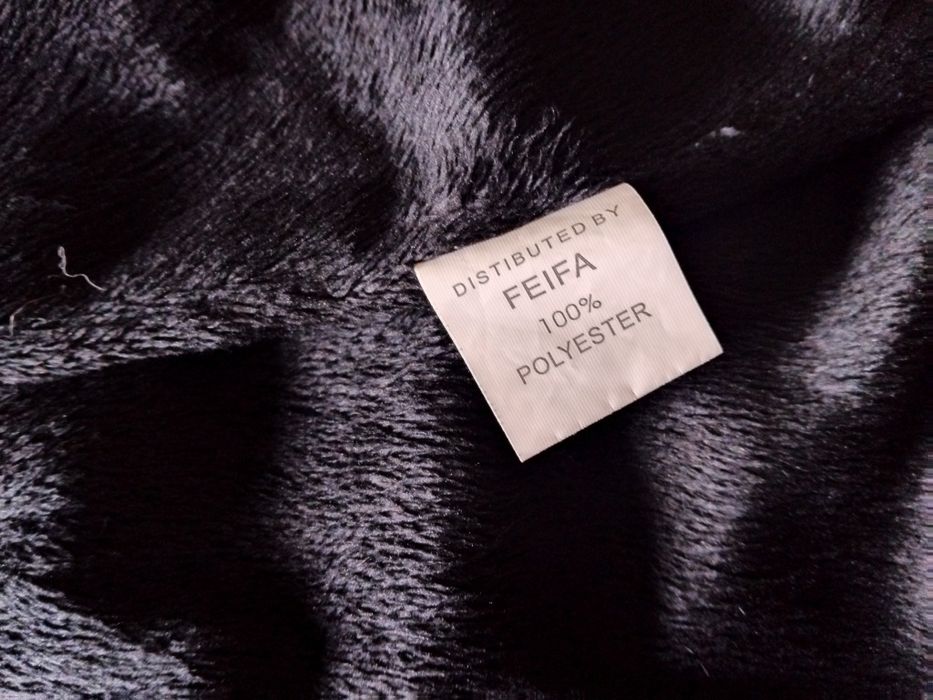 DISTIBUTED BY
FEIFA
100%
POLYESTER